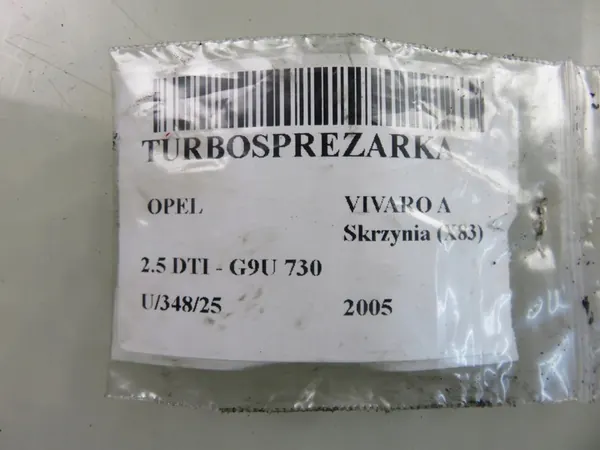 TURBOSPREZARKA
OPEL VIVARO A
Skrzynia (X83)
2.5 DTI - G9U 730
U/348/25 2005